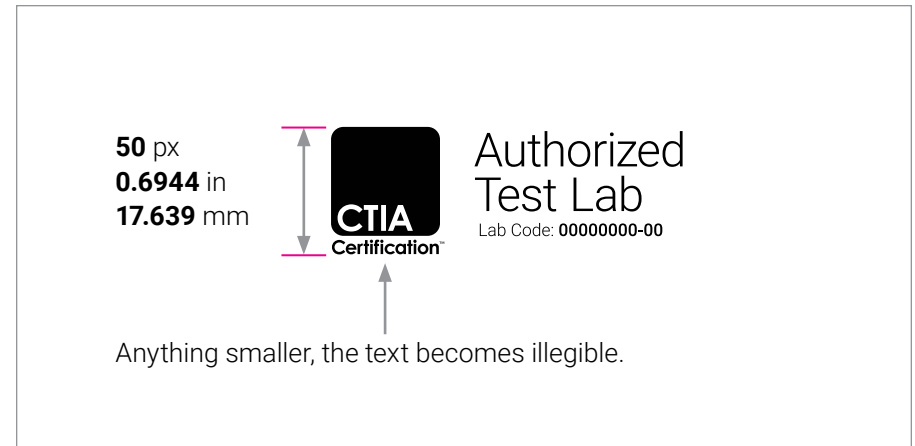 50 px
0.6944 in
17.639 mm
CTIA
Certification™
Authorized
Test Lab
Lab Code: 00000000-00
Anything smaller, the text becomes illegible.